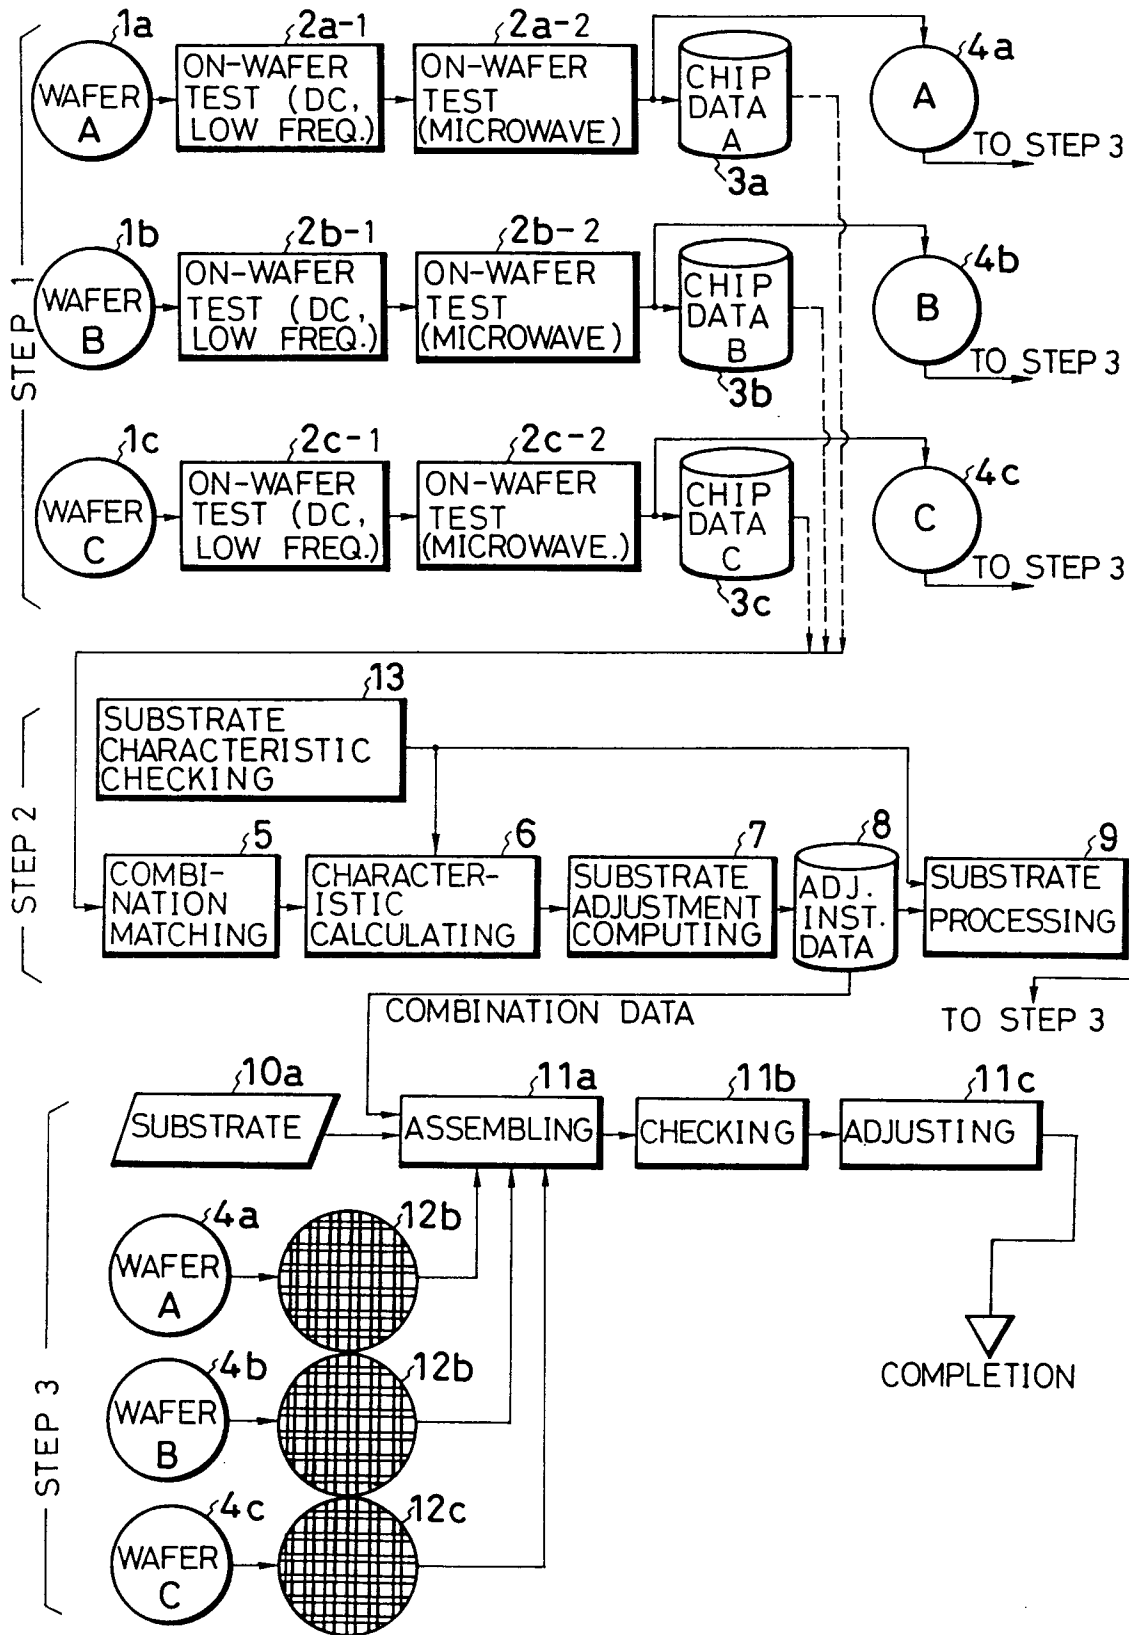 STEP 1
1a
WAFER
A
2a-1
ON-WAFER
TEST (DC,
LOW FREQ.)
2a-2
ON-WAFER
TEST
(MICROWAVE)
CHIP
DATA
A
3a
4a
A
TO STEP 3
1b
WAFER
B
2b-1
ON-WAFER
TEST (DC,
LOW FREQ.)
2b-2
ON-WAFER
TEST
(MICROWAVE)
CHIP
DATA
B
3b
4b
B
TO STEP 3
1c
WAFER
C
2c-1
ON-WAFER
TEST (DC,
LOW FREQ.)
2c-2
ON-WAFER
TEST
(MICROWAVE.)
CHIP
DATA
C
3c
4c
C
TO STEP 3
STEP 2
13
SUBSTRATE
CHARACTERISTIC
CHECKING
5
COMBI-
NATION
MATCHING
6
CHARACTER-
ISTIC
CALCULATING
7
SUBSTRATE
ADJUSTMENT
COMPUTING
8
ADJ.
INST.
DATA
9
SUBSTRATE
PROCESSING
COMBINATION DATA
TO STEP 3
STEP 3
10a
SUBSTRATE
11a
ASSEMBLING
11b
CHECKING
11c
ADJUSTING
4a
WAFER
A
12b
4b
WAFER
B
12b
4c
WAFER
C
12c
COMPLETION